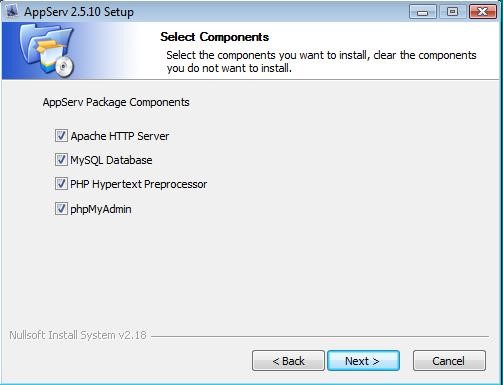 AppServ 2.5.10 Setup
Select Components
Select the components you want to install, clear the components
you do not want to install.
AppServ Package Components
Apache HTTP Server
MySQL Database
PHP Hypertext Preprocessor
phpMyAdmin
Nullsoft Install System v2.18
< Back
Next >
Cancel